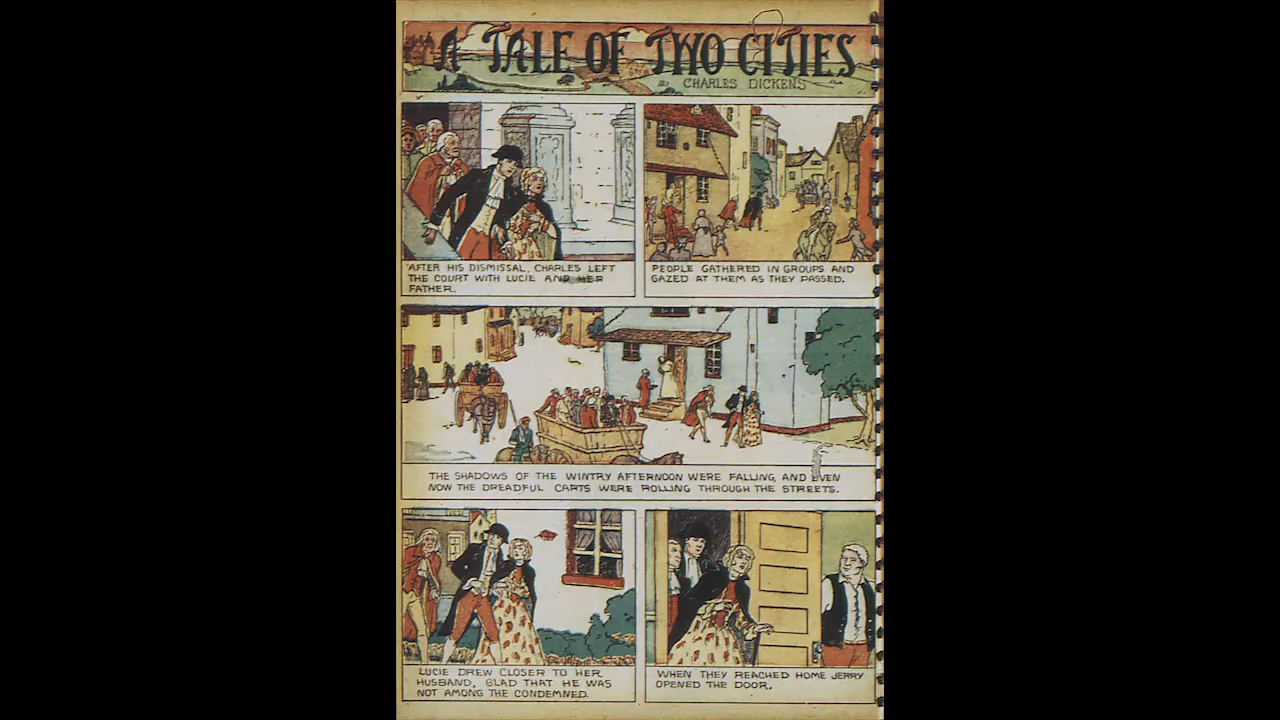 A TALE OF TWO CITIES
CHARLES DICKENS
AFTER HIS DISMISSAL, CHARLES LEFT
THE COURT WITH LUCIE AND HER
FATHER.
PEOPLE GATHERED IN GROUPS AND
GAZED AT THEM AS THEY PASSED.
THE SHADOWS OF THE WINTRY AFTERNOON WERE FALLING, AND EVEN
NOW THE DREADFUL CARTS WERE ROLLING THROUGH THE STREETS.
LUCIE DREW CLOSER TO HER
HUSBAND, GLAD THAT HE WAS
NOT AMONG THE CONDEMNED.
WHEN THEY REACHED HOME JERRY
OPENED THE DOOR.